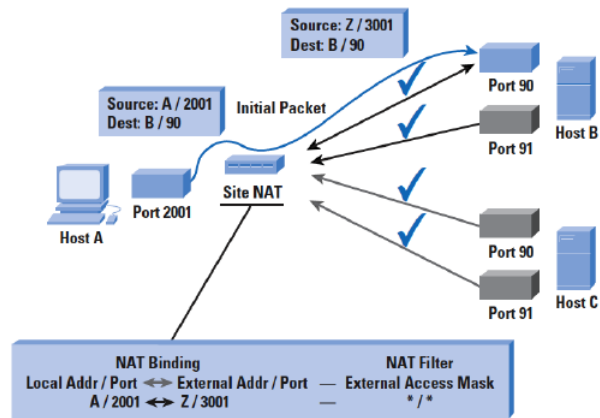 Source: Z / 3001
Dest: B / 90
Source: A / 2001
Dest: B / 90
Initial Packet
Port 90
Host B
Port 91
Host A
Port 2001
Site NAT
Port 90
Port 91
Host C
NAT Binding NAT Filter
Local Addr / Port ⟷ External Addr / Port — External Access Mask
A / 2001 ⟷ Z / 3001 — * / *